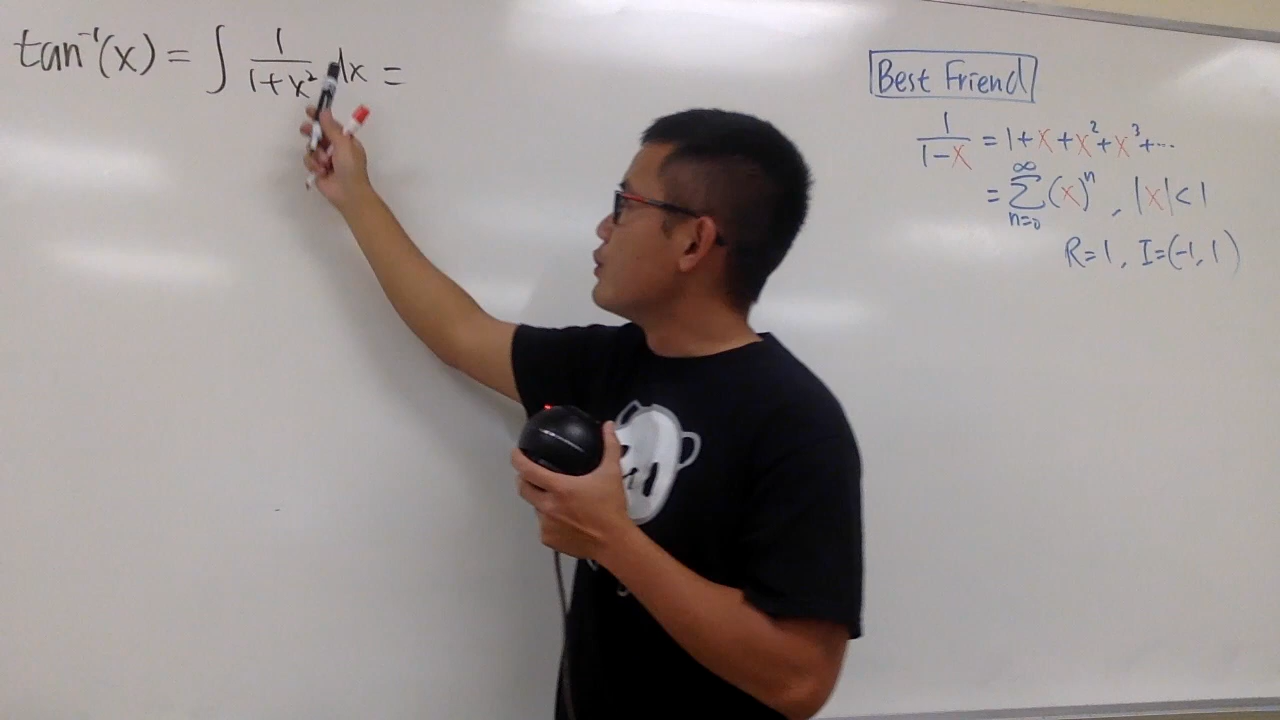 tan⁻¹(x) = ∫ 1/(1+x²) dx =
Best Friend
1/(1-x) = 1+x+x²+x³+...
= ∑_{n=0}^{∞} (x)ⁿ , |x|<1
R=1, I=(-1, 1)